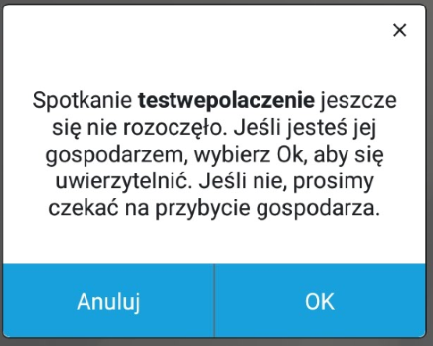 Spotkanie testwepolaczenie jeszcze
się nie rozoczęło. Jeśli jesteś jej
gospodarzem, wybierz Ok, aby się
uwierzytelnić. Jeśli nie, prosimy
czekać na przybycie gospodarza.
Anuluj
OK